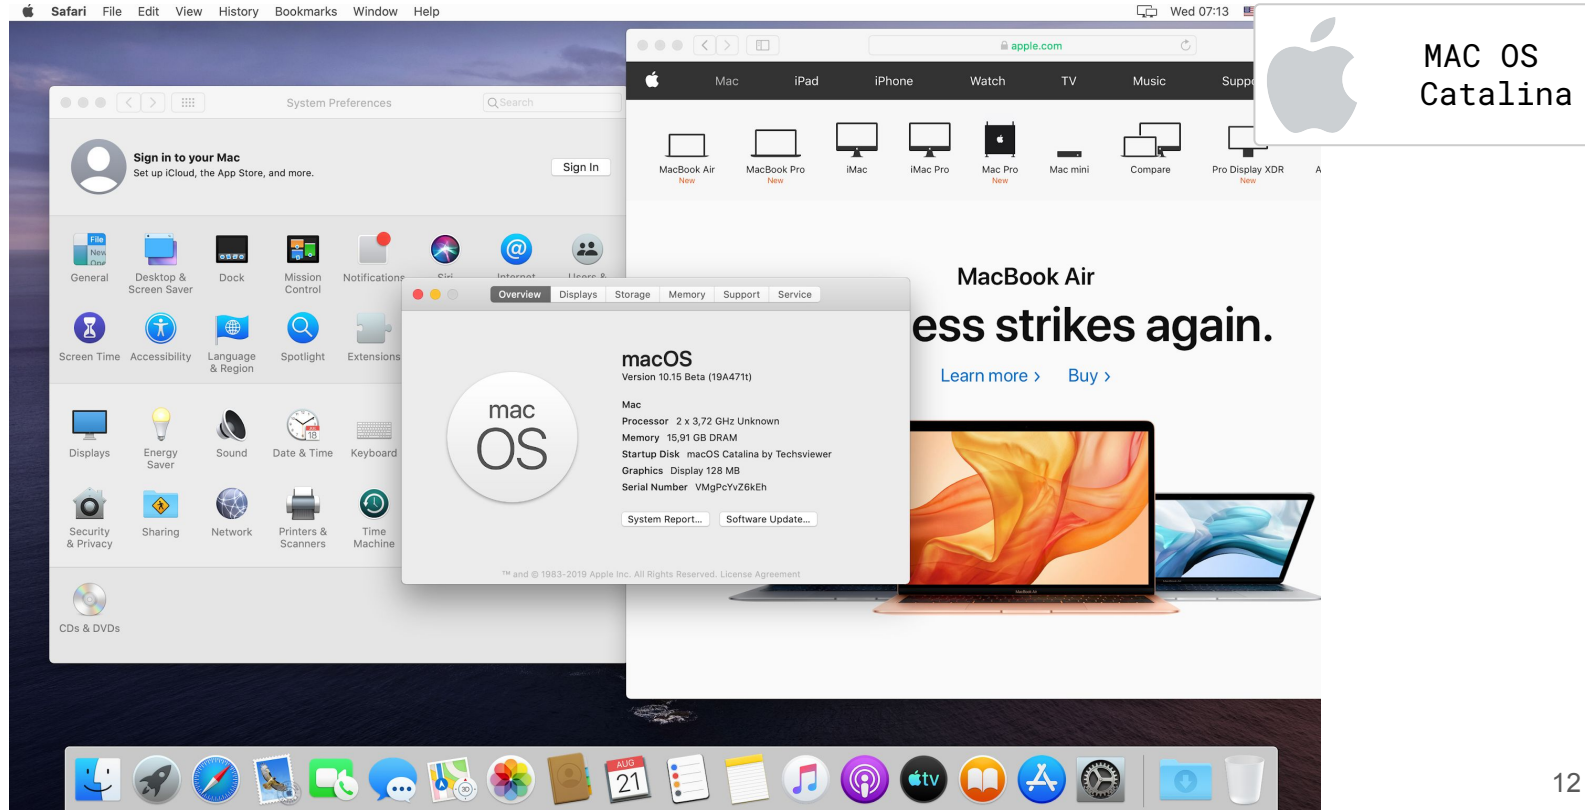 Safari File Edit View History Bookmarks Window Help
Wed 07:13
MAC OS
Catalina
apple.com
Mac iPad iPhone Watch TV Music
System Preferences
Search
Sign in to your Mac
Set up iCloud, the App Store, and more.
Sign In
MacBook Air MacBook Pro iMac iMac Pro Mac Pro Mac mini Compare Pro Display XDR
New New New New
File
New
General Desktop & Dock Mission Notifications Siri Internet Users &
Screen Saver Control
Screen Time Accessibility Language Spotlight Extensions
& Region
Displays Energy Sound Date & Time Keyboard
Saver
Security Sharing Network Printers & Time
& Privacy Scanners Machine
CDs & DVDs
Overview Displays Storage Memory Support Service
mac
OS
macOS
Version 10.15 Beta (19A471t)
Mac
Processor 2 x 3,72 GHz Unknown
Memory 15,91 GB DRAM
Startup Disk macOS Catalina by Techsviewer
Graphics Display 128 MB
Serial Number VMgPcYvZ6kEh
System Report... Software Update...
™ and © 1983-2019 Apple Inc. All Rights Reserved. License Agreement
MacBook Air
ess strikes again.
Learn more > Buy >
AUG
21
tv
12